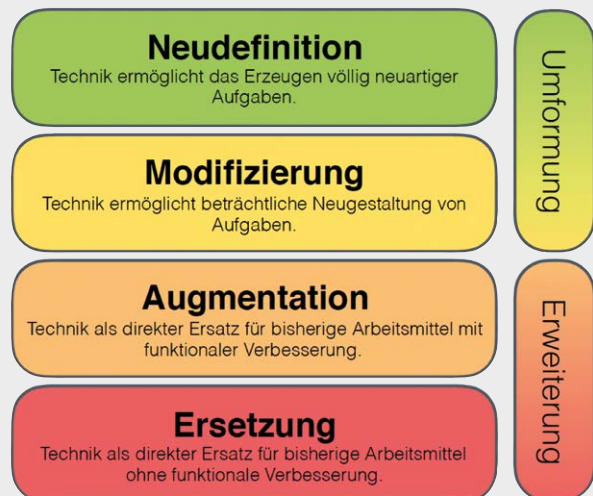 Neudefinition
Technik ermöglicht das Erzeugen völlig neuartiger
Aufgaben.
Modifizierung
Technik ermöglicht beträchtliche Neugestaltung von
Aufgaben.
Umformung
Augmentation
Technik als direkter Ersatz für bisherige Arbeitsmittel mit
funktionaler Verbesserung.
Ersetzung
Technik als direkter Ersatz für bisherige Arbeitsmittel
ohne funktionale Verbesserung.
Erweiterung